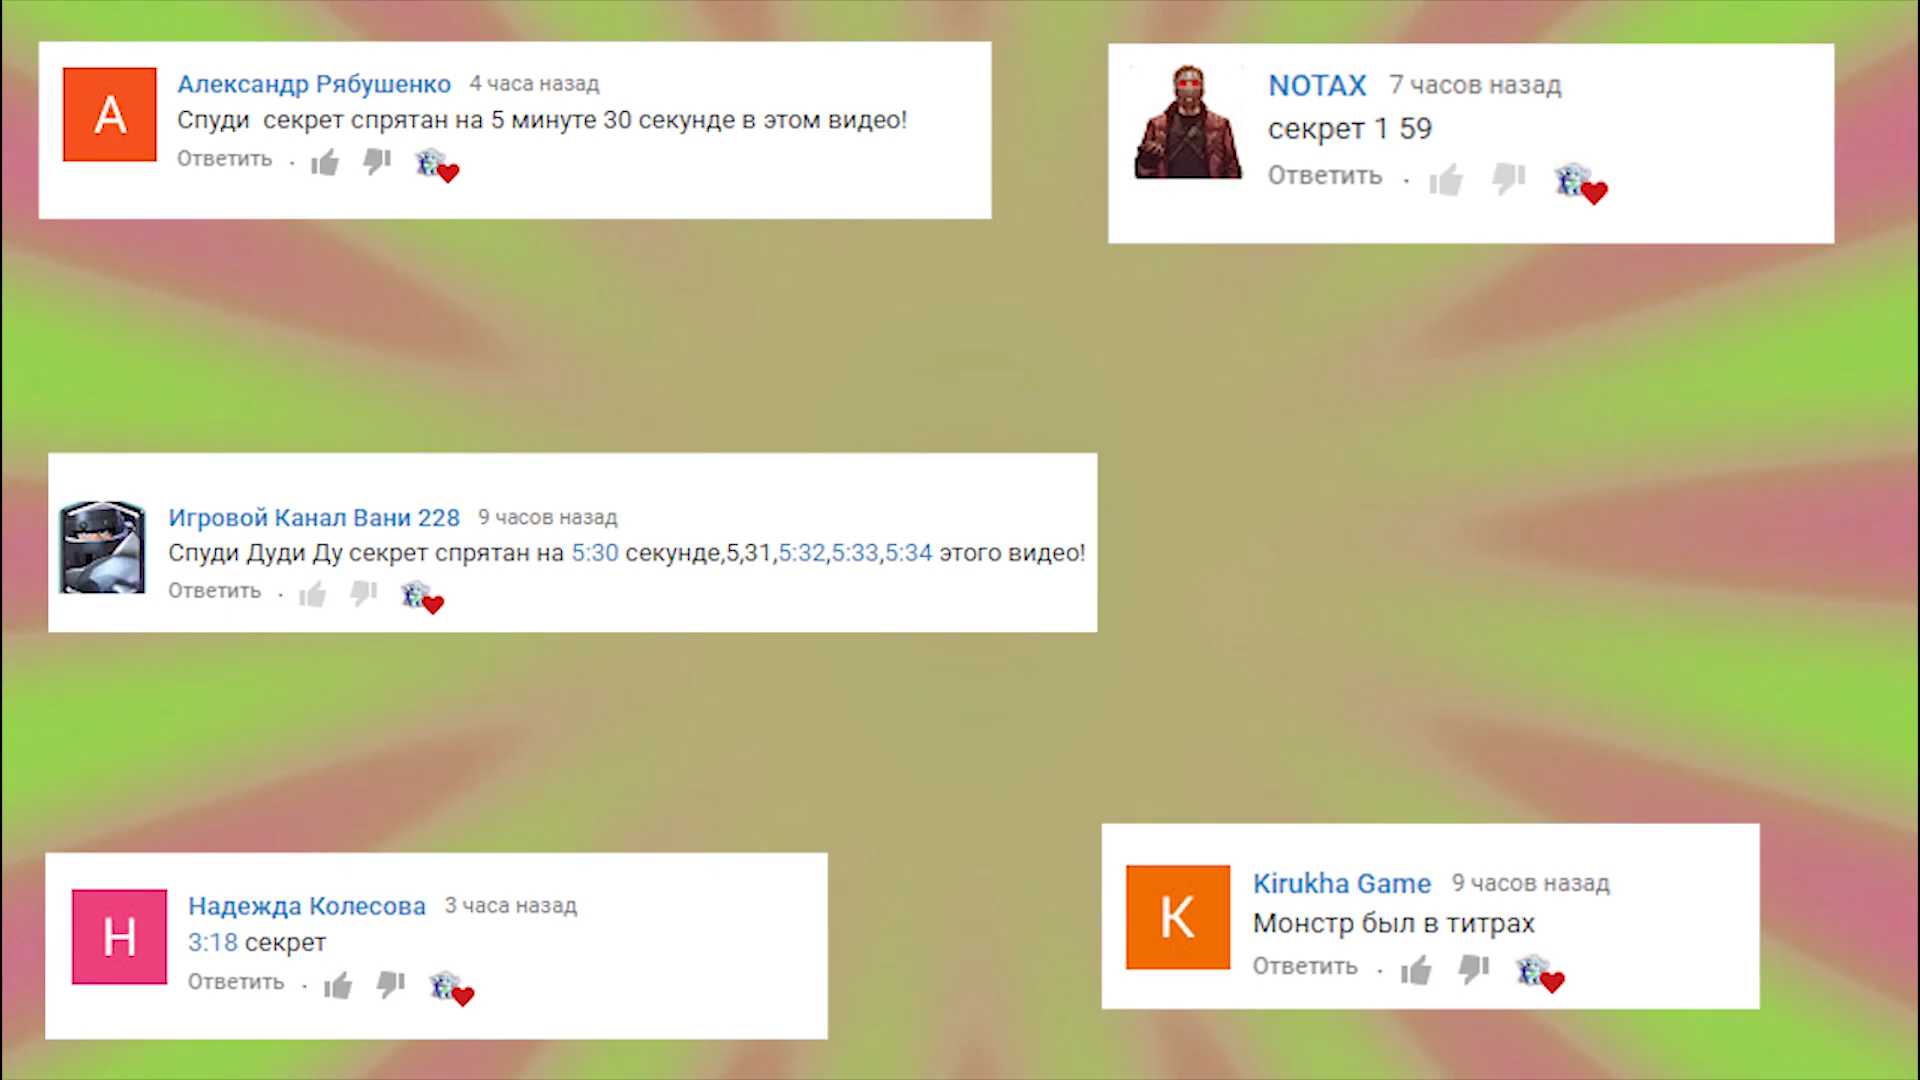 А
Александр Рябушенко 4 часа назад
Спуди секрет спрятан на 5 минуте 30 секунде в этом видео!
Ответить
NOTAX 7 часов назад
секрет 1 59
Ответить
Игровой Канал Вани 228 9 часов назад
Спуди Дуди Ду секрет спрятан на 5:30 секунде,5,31,5:32,5:33,5:34 этого видео!
Ответить
Н
Надежда Колесова 3 часа назад
3:18 секрет
Ответить
K
Kirukha Game 9 часов назад
Монстр был в титрах
Ответить